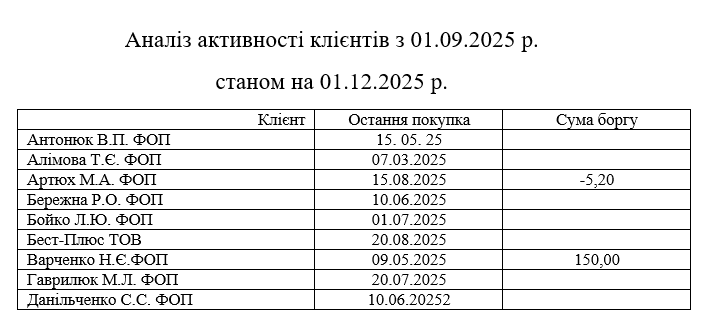 Аналіз активності клієнтів з 01.09.2025 р.
станом на 01.12.2025 р.
Клієнт Остання покупка Сума боргу
Антонюк В.П. ФОП 15. 05. 25
Алімова Т.Є. ФОП 07.03.2025
Артюх М.А. ФОП 15.08.2025 -5,20
Бережна Р.О. ФОП 10.06.2025
Бойко Л.Ю. ФОП 01.07.2025
Бест-Плюс ТОВ 20.08.2025
Варченко Н.Є.ФОП 09.05.2025 150,00
Гаврилюк М.Л. ФОП 20.07.2025
Данільченко С.С. ФОП 10.06.20252